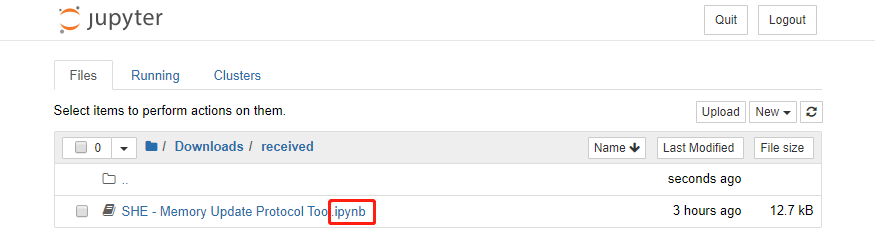 jupyter
Quit Logout
Files Running Clusters
Select items to perform actions on them.
Upload New
0 / Downloads / received Name Last Modified File size
.. seconds ago
SHE - Memory Update Protocol Tool.ipynb 3 hours ago 12.7 kB